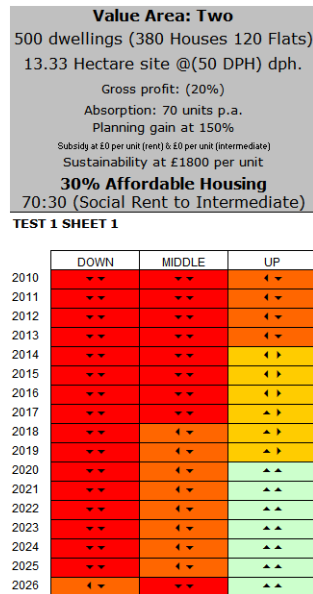 Value Area: Two
500 dwellings (380 Houses 120 Flats)
13.33 Hectare site @(50 DPH) dph.
Gross profit: (20%)
Absorption: 70 units p.a.
Planning gain at 150%
Subsidy at £0 per unit (rent) & £0 per unit (intermediate)
Sustainability at £1800 per unit
30% Affordable Housing
70:30 (Social Rent to Intermediate)
TEST 1 SHEET 1
DOWN MIDDLE UP
2010
2011
2012
2013
2014
2015
2016
2017
2018
2019
2020
2021
2022
2023
2024
2025
2026